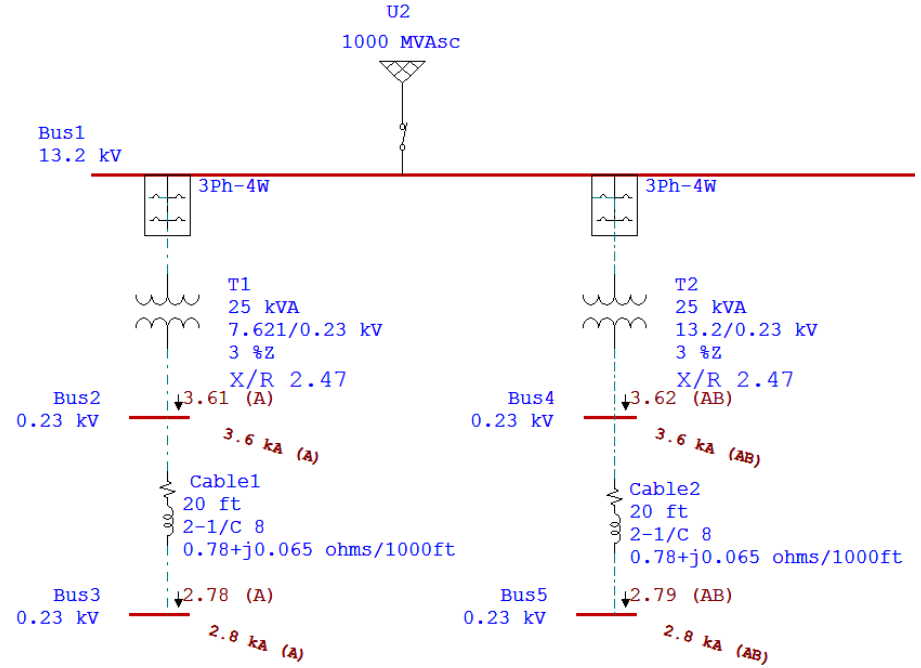 U2
1000 MVAsc
Bus1
13.2 kV
3Ph-4W
3Ph-4W
T1
25 kVA
7.621/0.23 kV
3 %Z
X/R 2.47
T2
25 kVA
13.2/0.23 kV
3 %Z
X/R 2.47
Bus2
0.23 kV
3.61 (A)
3.6 kA (A)
Bus4
0.23 kV
3.62 (AB)
3.6 kA (AB)
Cable1
20 ft
2-1/C 8
0.78+j0.065 ohms/1000ft
Cable2
20 ft
2-1/C 8
0.78+j0.065 ohms/1000ft
Bus3
0.23 kV
2.78 (A)
2.8 kA (A)
Bus5
0.23 kV
2.79 (AB)
2.8 kA (AB)